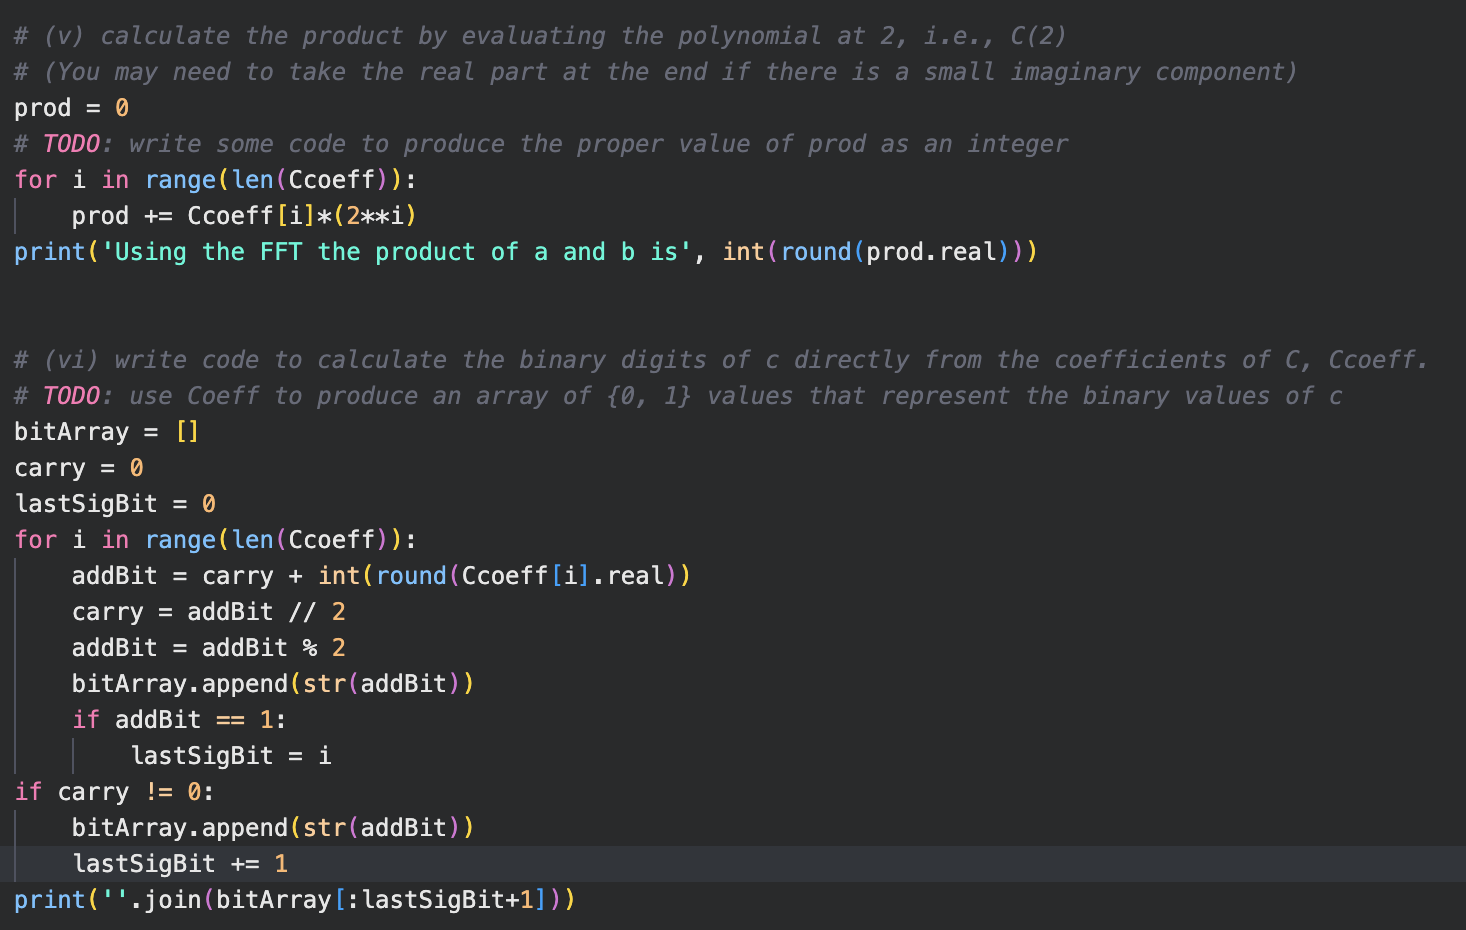 # (v) calculate the product by evaluating the polynomial at 2, i.e., C(2)
# (You may need to take the real part at the end if there is a small imaginary component)
prod = 0
# TODO: write some code to produce the proper value of prod as an integer
for i in range(len(Ccoeff)):
    prod += Ccoeff[i]*(2**i)
print('Using the FFT the product of a and b is', int(round(prod.real)))
# (vi) write code to calculate the binary digits of c directly from the coefficients of C, Ccoeff.
# TODO: use Coeff to produce an array of {0, 1} values that represent the binary values of c
bitArray = []
carry = 0
lastSigBit = 0
for i in range(len(Ccoeff)):
    addBit = carry + int(round(Ccoeff[i].real))
    carry = addBit // 2
    addBit = addBit % 2
    bitArray.append(str(addBit))
    if addBit == 1:
        lastSigBit = i
if carry != 0:
    bitArray.append(str(addBit))
    lastSigBit += 1
print(''.join(bitArray[:lastSigBit+1]))